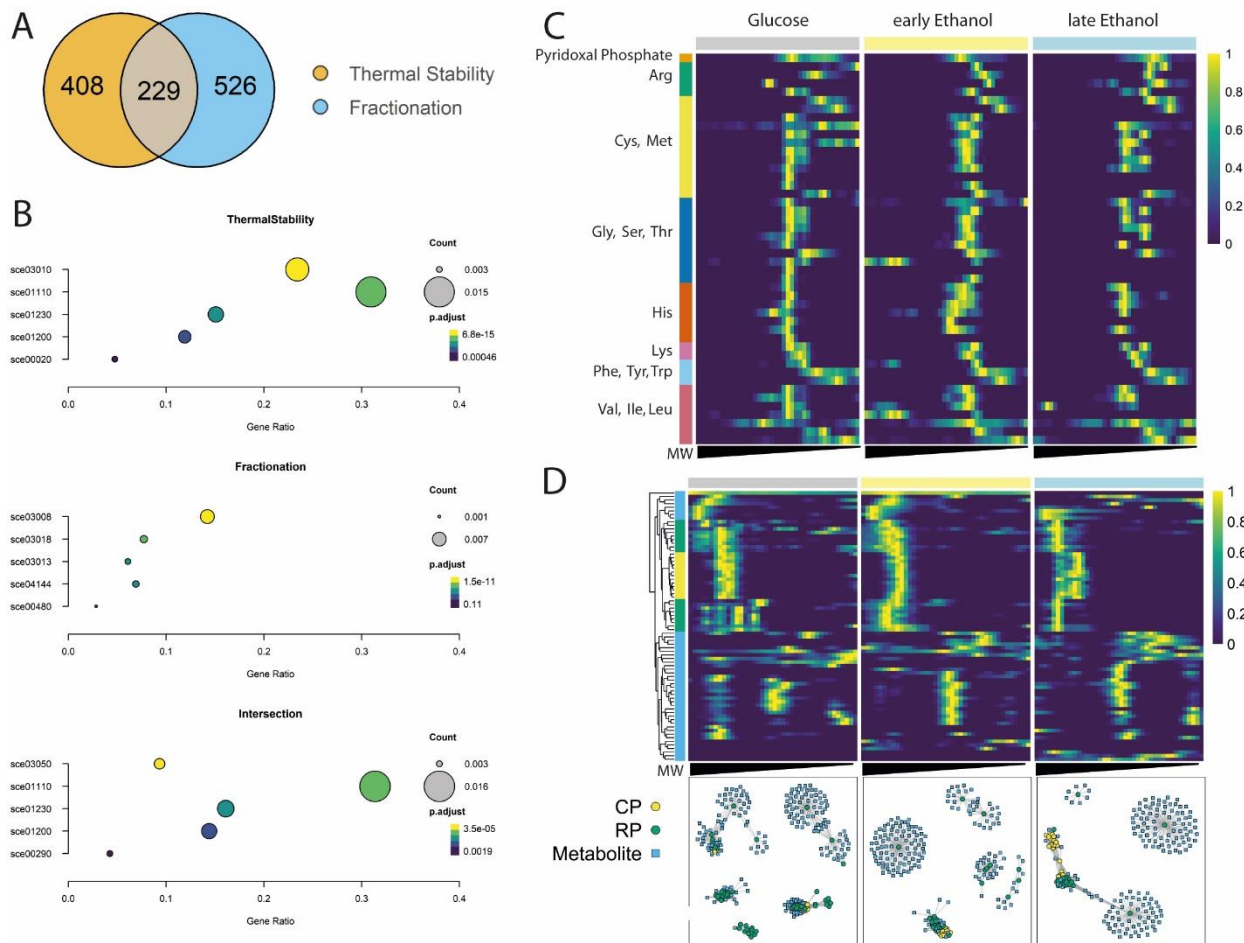 A
408
229
526
Thermal Stability
Fractionation
B
ThermalStability
sce03010
sce01110
sce01230
sce01200
sce00020
Count
0.003
0.015
p.adjust
6.8e-15
0.00046
0.0 0.1 0.2 0.3 0.4
Gene Ratio
Fractionation
sce03008
sce03018
sce03013
sce04144
sce00480
Count
0.001
0.007
p.adjust
1.5e-11
0.11
0.0 0.1 0.2 0.3 0.4
Gene Ratio
Intersection
sce03050
sce01110
sce01230
sce01200
sce00290
Count
0.003
0.016
p.adjust
3.5e-05
0.0019
0.0 0.1 0.2 0.3 0.4
Gene Ratio
C
Glucose early Ethanol late Ethanol
Pyridoxal Phosphate
Arg
Cys, Met
Gly, Ser, Thr
His
Lys
Phe, Tyr,Trp
Val, Ile,Leu
MW
1
0.8
0.6
0.4
0.2
0
D
1
0.8
0.6
0.4
0.2
0
MW
CP
RP
Metabolite